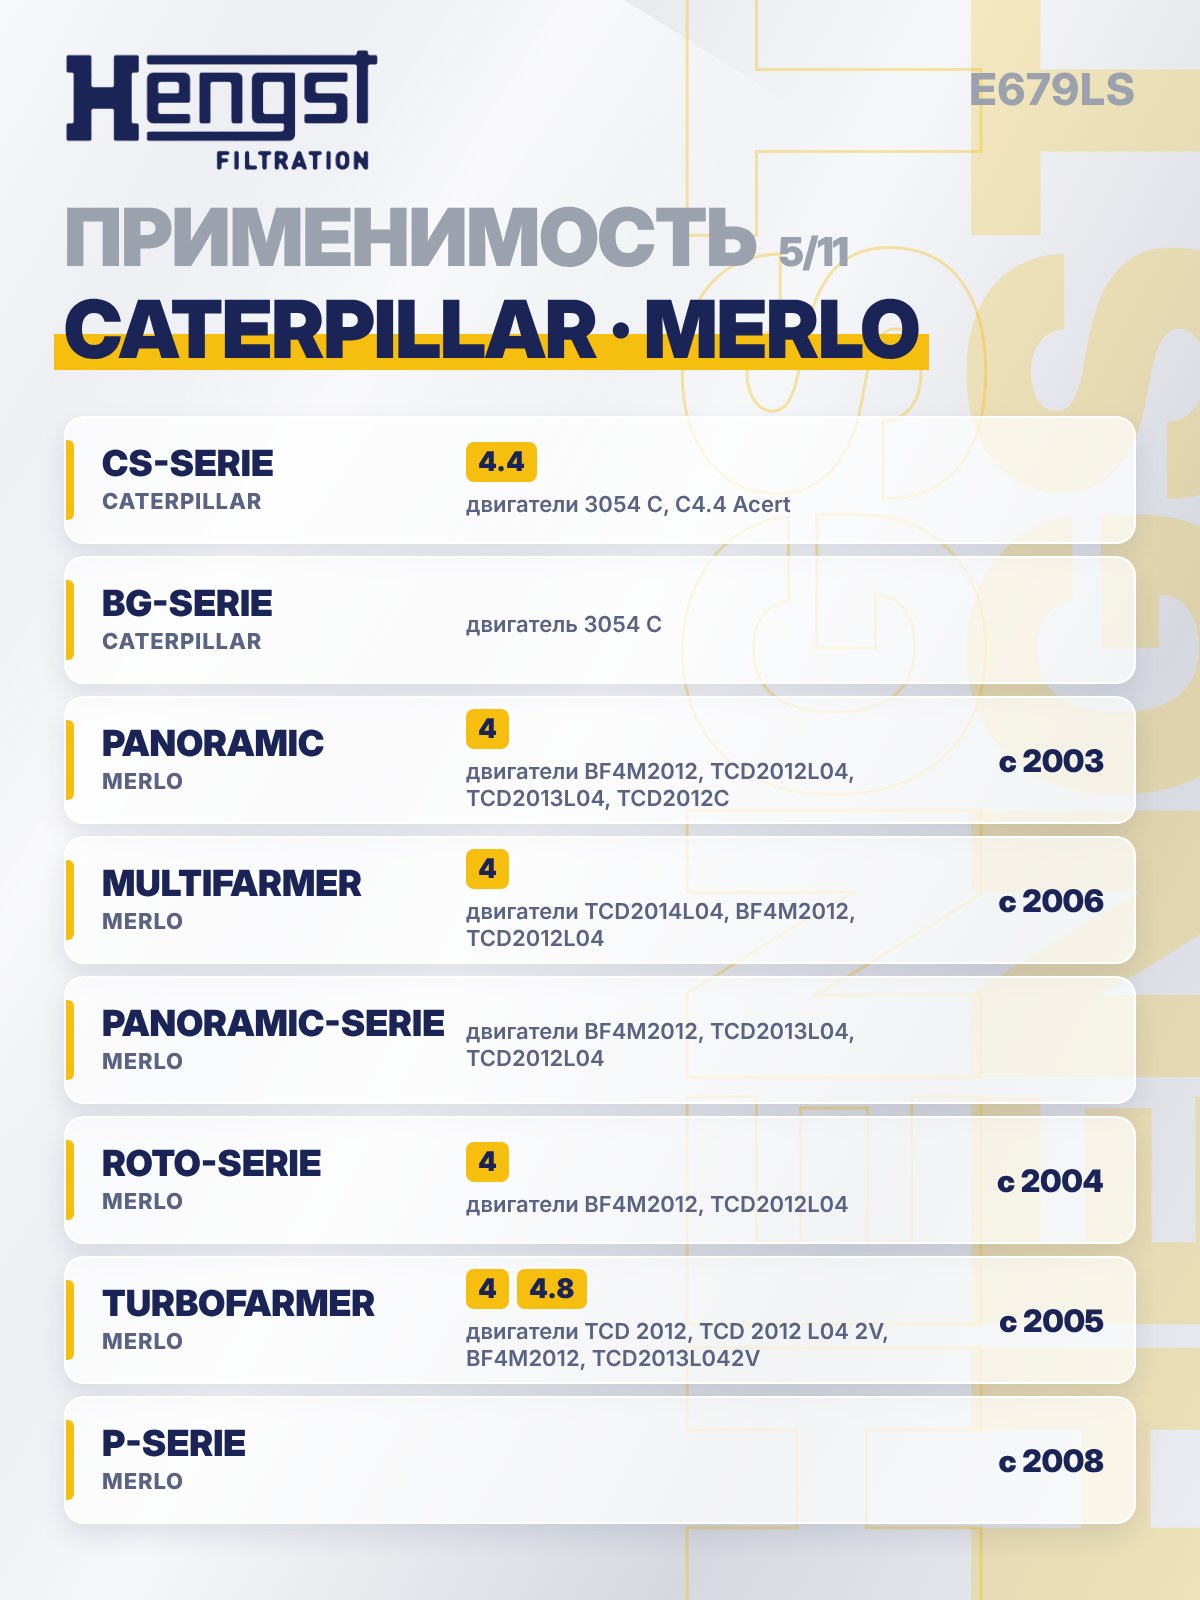 Hengst
FILTRATION
E679LS
ПРИМЕНИМОСТЬ 5/11
CATERPILLAR · MERLO
CS-SERIE
CATERPILLAR
4.4
двигатели 3054 C, C4.4 Acert
BG-SERIE
CATERPILLAR
двигатель 3054 C
PANORAMIC
MERLO
4
двигатели BF4M2012, TCD2012L04,
TCD2013L04, TCD2012C
с 2003
MULTIFARMER
MERLO
4
двигатели TCD2014L04, BF4M2012,
TCD2012L04
с 2006
PANORAMIC-SERIE
MERLO
двигатели BF4M2012, TCD2013L04,
TCD2012L04
ROTO-SERIE
MERLO
4
двигатели BF4M2012, TCD2012L04
с 2004
TURBOFARMER
MERLO
4 4.8
двигатели TCD 2012, TCD 2012 L04 2V,
BF4M2012, TCD2013L042V
с 2005
P-SERIE
MERLO
с 2008
HENGST
HENGST